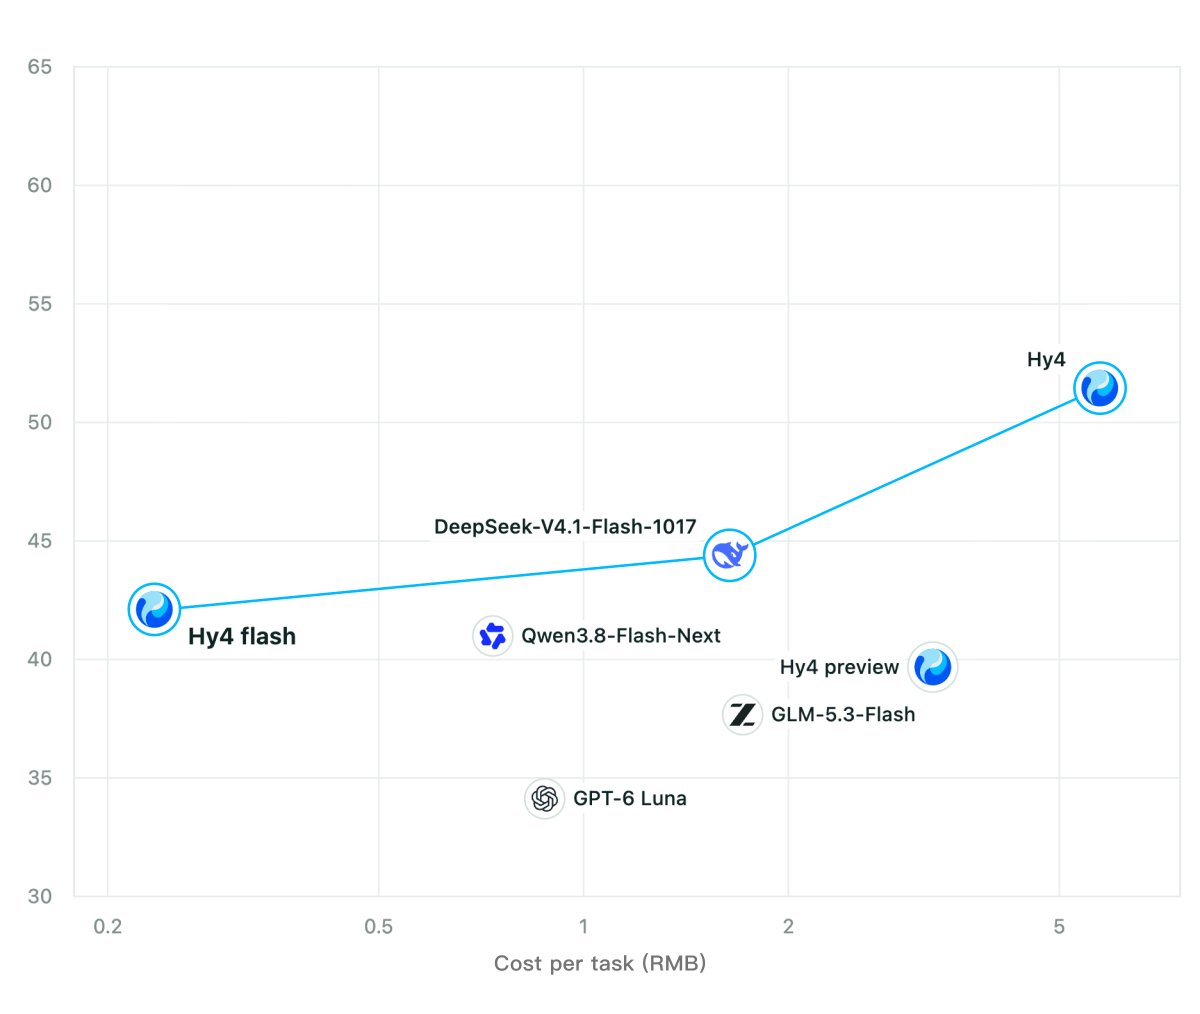 65
60
55
50
45
40
35
30
Hy4
DeepSeek-V4.1-Flash-1017
Hy4 flash
Qwen3.8-Flash-Next
Hy4 preview
GLM-5.3-Flash
GPT-6 Luna
0.2 0.5 1 2 5
Cost per task (RMB)